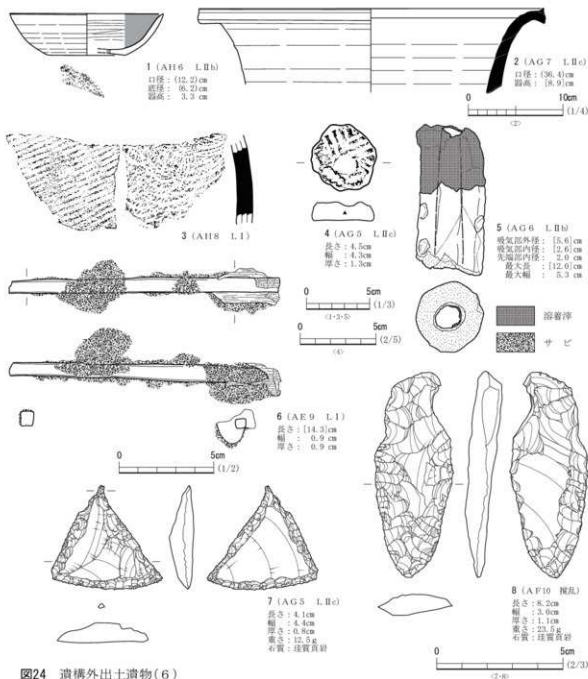 1 (AH6 LⅡb)
口径：(12.2)cm
底径：(6.2)cm
器高： 3.3 cm
2 (AG7 LⅡc)
口径：(36.4)cm
器高：[8.9]cm
0 10cm
(1/4)
<2>
3 (AH8 LⅠ)
4 (AG5 LⅡc)
長さ：4.5cm
幅 ：4.3cm
厚さ：1.3cm
0 5cm
(1/3)
<1・3・5>
0 5cm
(2/5)
<4>
5 (AG6 LⅡb)
吸気部外径：[5.6]cm
吸気部内径：[2.6]cm
先端部内径： 2.0 cm
最大長：[12.0]cm
最大幅： 5.3 cm
溶着滓
サビ
6 (AE9 LⅠ)
長さ：[14.3]cm
幅 ： 0.9 cm
厚さ： 0.9 cm
0 5cm
(1/2)
7 (AG5 LⅡc)
長さ：4.1cm
幅 ：4.4cm
厚さ：0.8cm
重さ：12.5g
石質：珪質頁岩
8 (AF10 攪乱)
長さ：8.2cm
幅 ：3.0cm
厚さ：1.1cm
重さ：23.5g
石質：珪質頁岩
0 5cm
(2/3)
<7・8>
図24 遺構外出土遺物(6)